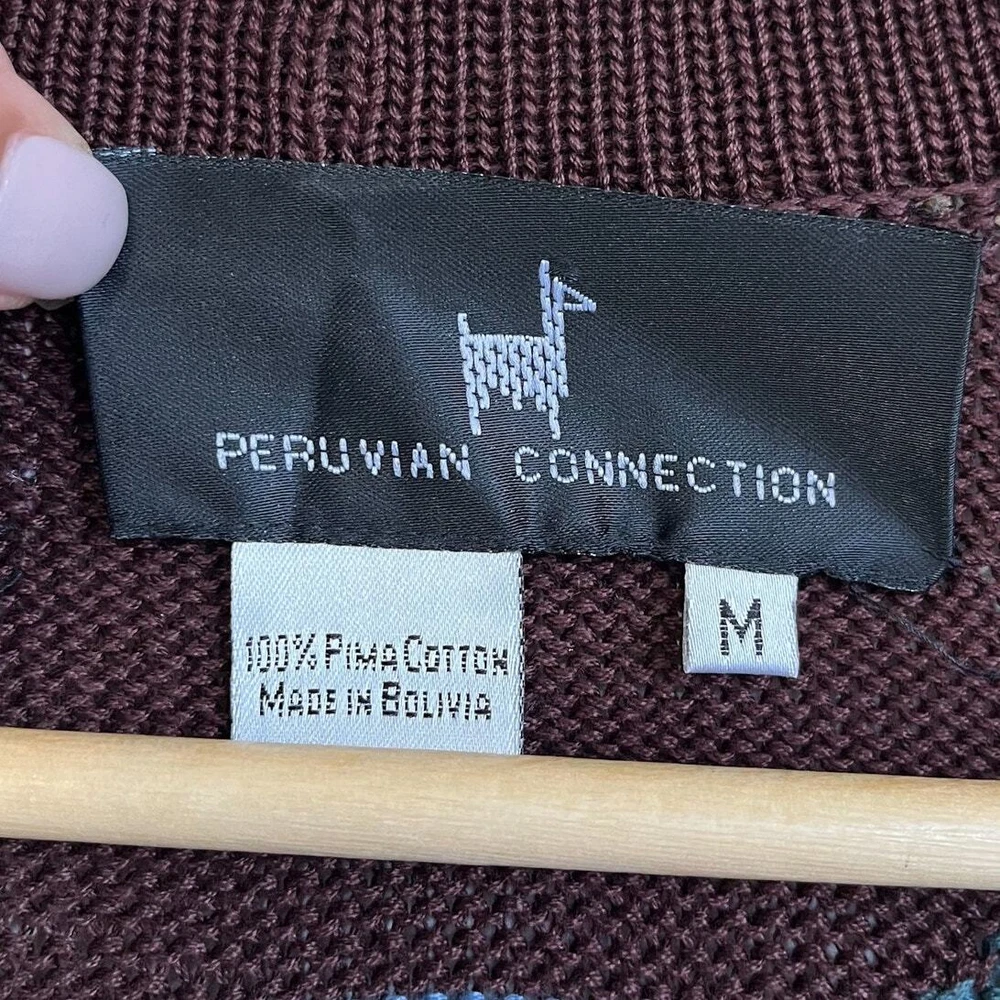 PERUVIAN CONNECTION
100% PIMA COTTON
MADE IN BOLIVIA
M